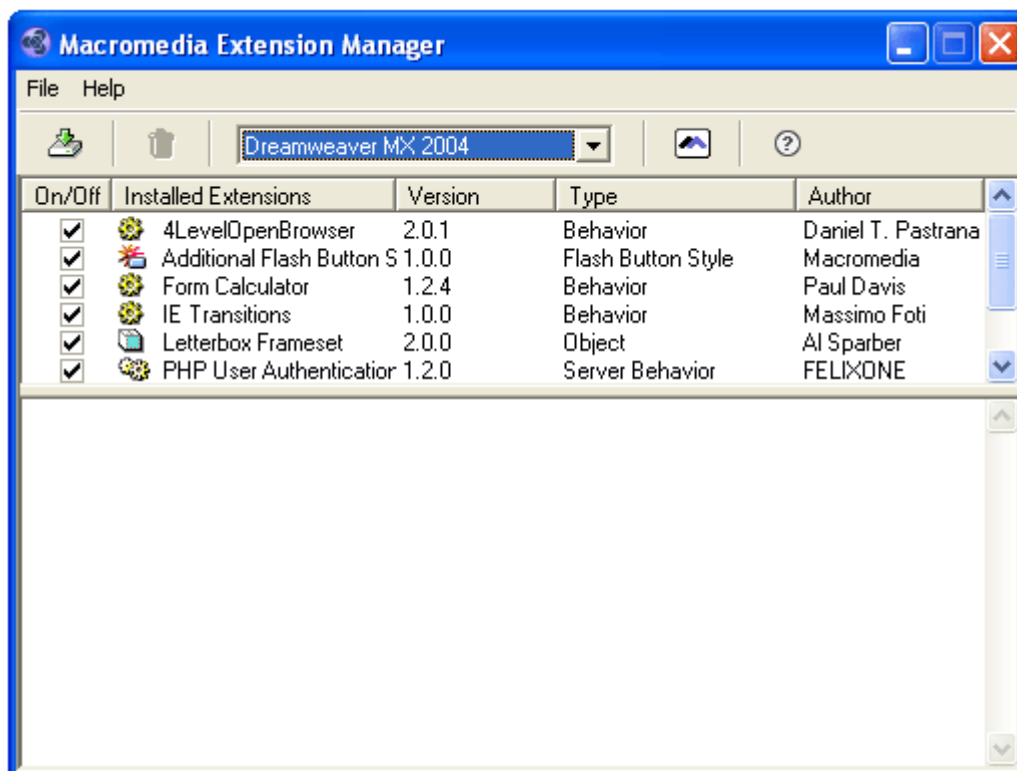 Macromedia Extension Manager
File Help
Dreamweaver MX 2004
On/Off Installed Extensions Version Type Author
4LevelOpenBrowser 2.0.1 Behavior Daniel T. Pastrana
Additional Flash Button S 1.0.0 Flash Button Style Macromedia
Form Calculator 1.2.4 Behavior Paul Davis
IE Transitions 1.0.0 Behavior Massimo Foti
Letterbox Frameset 2.0.0 Object Al Sparber
PHP User Authentication 1.2.0 Server Behavior FELIXONE